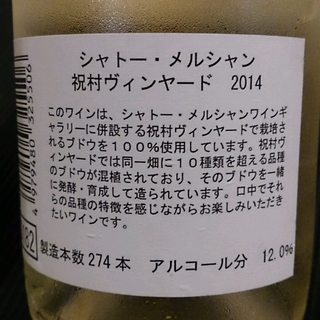 シャトー・メルシャン
祝村ヴィンヤード 2014
このワインは、シャトー・メルシャンワインギ
ャラリーに併設する祝村ヴィンヤードで栽培さ
れるブドウを１００％使用しています。祝村ヴ
ィンヤードでは同一畑に１０種類を超える品種
のブドウが混植されており、そのブドウを一緒
に発酵・育成して造られています。口中でそれ
らの品種の特徴を感じながらお楽しみいただき
たいワインです。
製造本数274本 アルコール分 12.0%
4 979480 325506